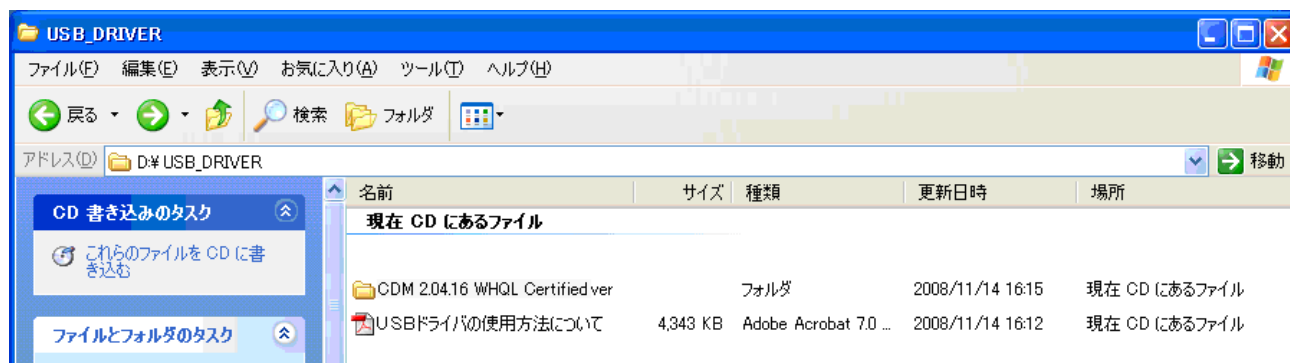 USB_DRIVER
ファイル(F) 編集(E) 表示(V) お気に入り(A) ツール(T) ヘルプ(H)
戻る 検索 フォルダ
アドレス(D) D:¥USB_DRIVER 移動
名前 サイズ 種類 更新日時 場所
CD 書き込みのタスク
現在 CD にあるファイル
これらのファイルを CD に書
き込む
CDM 2.04.16 WHQL Certified ver フォルダ 2008/11/14 16:15 現在 CD にあるファイル
USBドライバの使用方法について 4,343 KB Adobe Acrobat 7.0 ... 2008/11/14 16:12 現在 CD にあるファイル
ファイルとフォルダのタスク